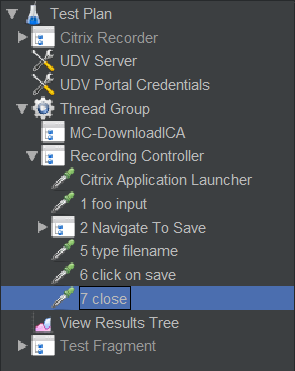 Test Plan
Citrix Recorder
UDV Server
UDV Portal Credentials
Thread Group
MC-DownloadICA
Recording Controller
Citrix Application Launcher
1 foo input
2 Navigate To Save
5 type filename
6 click on save
7 close
View Results Tree
Test Fragment